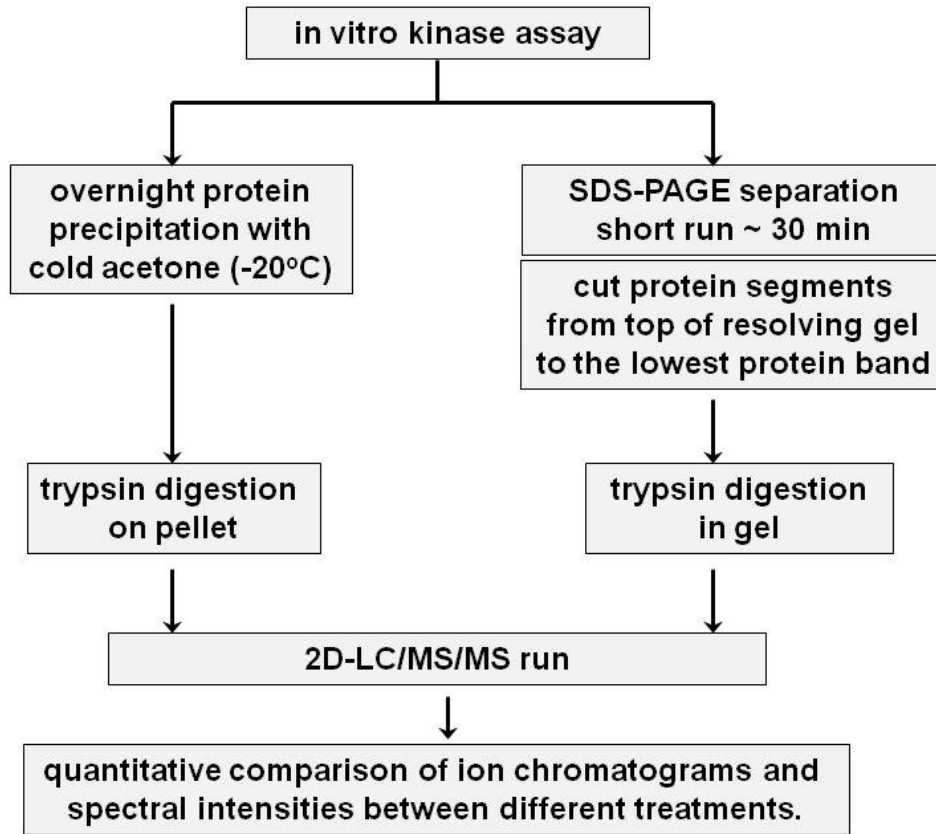 in vitro kinase assay
overnight protein
precipitation with
cold acetone (-20°C)
SDS-PAGE separation
short run ~ 30 min
cut protein segments
from top of resolving gel
to the lowest protein band
trypsin digestion
on pellet
trypsin digestion
in gel
2D-LC/MS/MS run
quantitative comparison of ion chromatograms and
spectral intensities between different treatments.